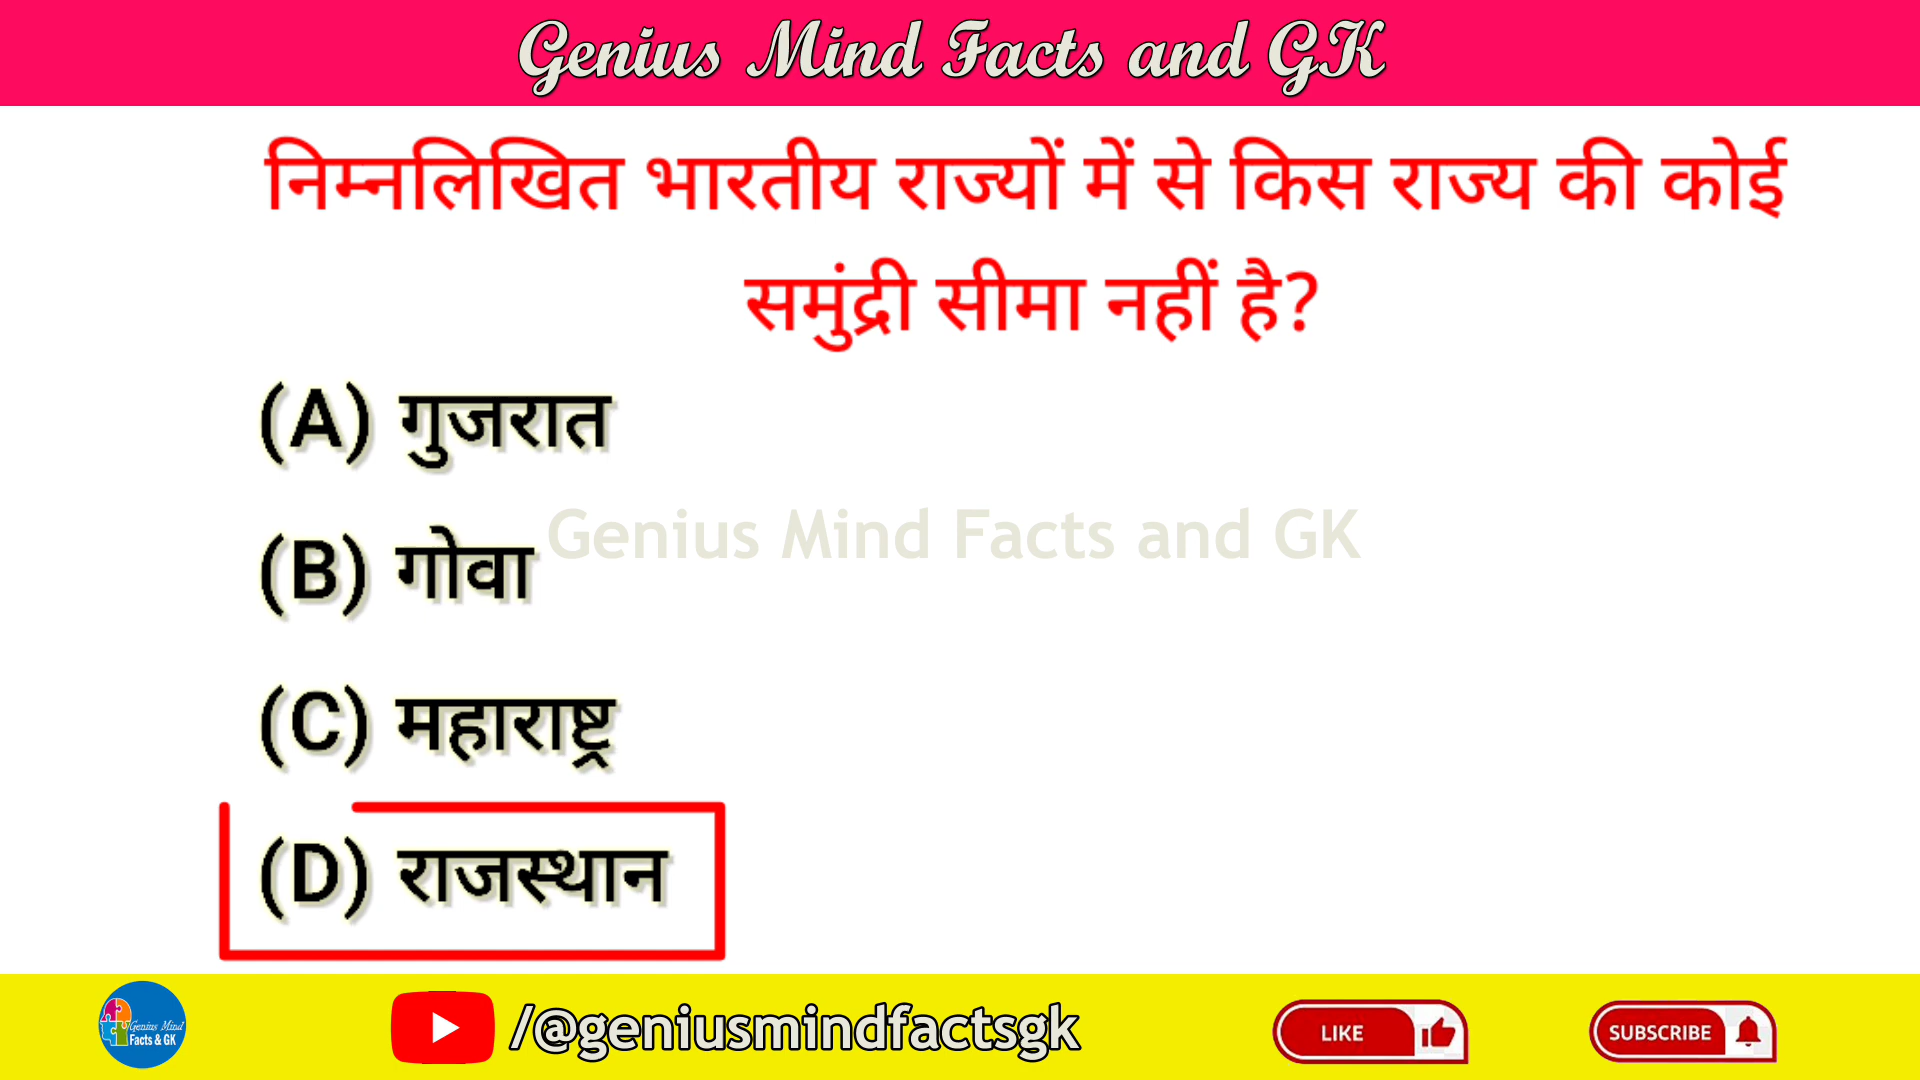 Genius Mind Facts and GK
निम्नलिखित भारतीय राज्यों में से किस राज्य की कोई
समुंद्री सीमा नहीं है?
(A) गुजरात
Genius Mind Facts and GK
(B) गोवा
(C) महाराष्ट्र
(D) राजस्थान
Genius Mind
Facts & GK
/@geniusmindfactsgk
LIKE
SUBSCRIBE